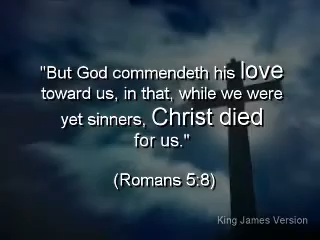 "But God commendeth his love
toward us, in that, while we were
yet sinners, Christ died
for us."
(Romans 5:8)
King James Version